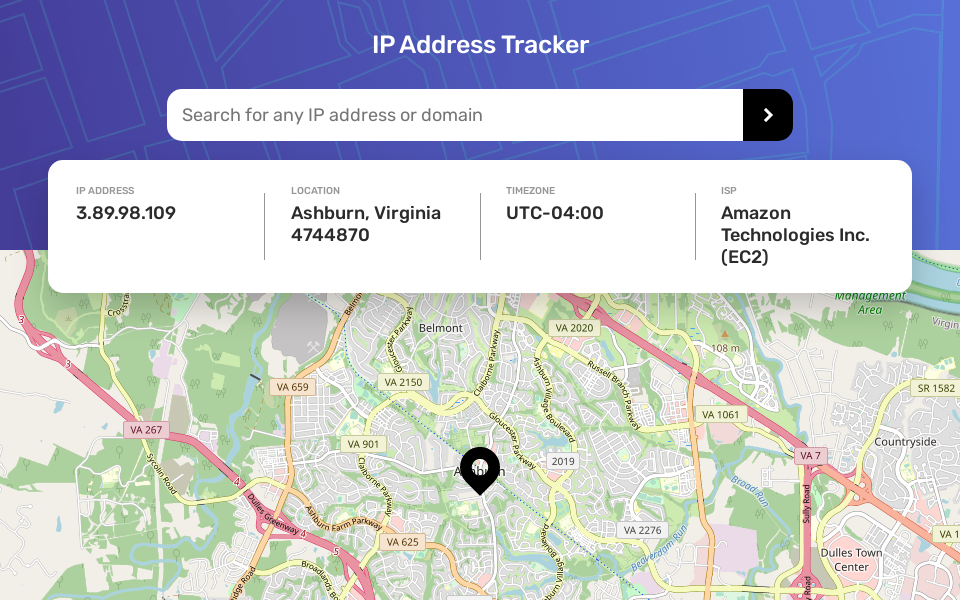 IP Address Tracker
Search for any IP address or domain
IP ADDRESS
3.89.98.109
LOCATION
Ashburn, Virginia
4744870
TIMEZONE
UTC-04:00
ISP
Amazon
Technologies Inc.
(EC2)
Management
Area
3
Belmont
VA 2020
108 m
3
VA 659
VA 2150
Gloucester Parkway
Claiborne Parkway
Ashburn Village Boulevard
Russell Branch Parkway
SR 1582
VA 1061
VA 267
VA 901
Gloucester Parkway
Countryside
VA 7
2019
Sycolin Road
4
Claiborne Parkway
Broad Run
Sully Road
Dulles Greenway
4
Ashburn Farm Parkway
5
VA 625
VA 2276
Beaverdam Run
VA 1
Dulles Town
Center